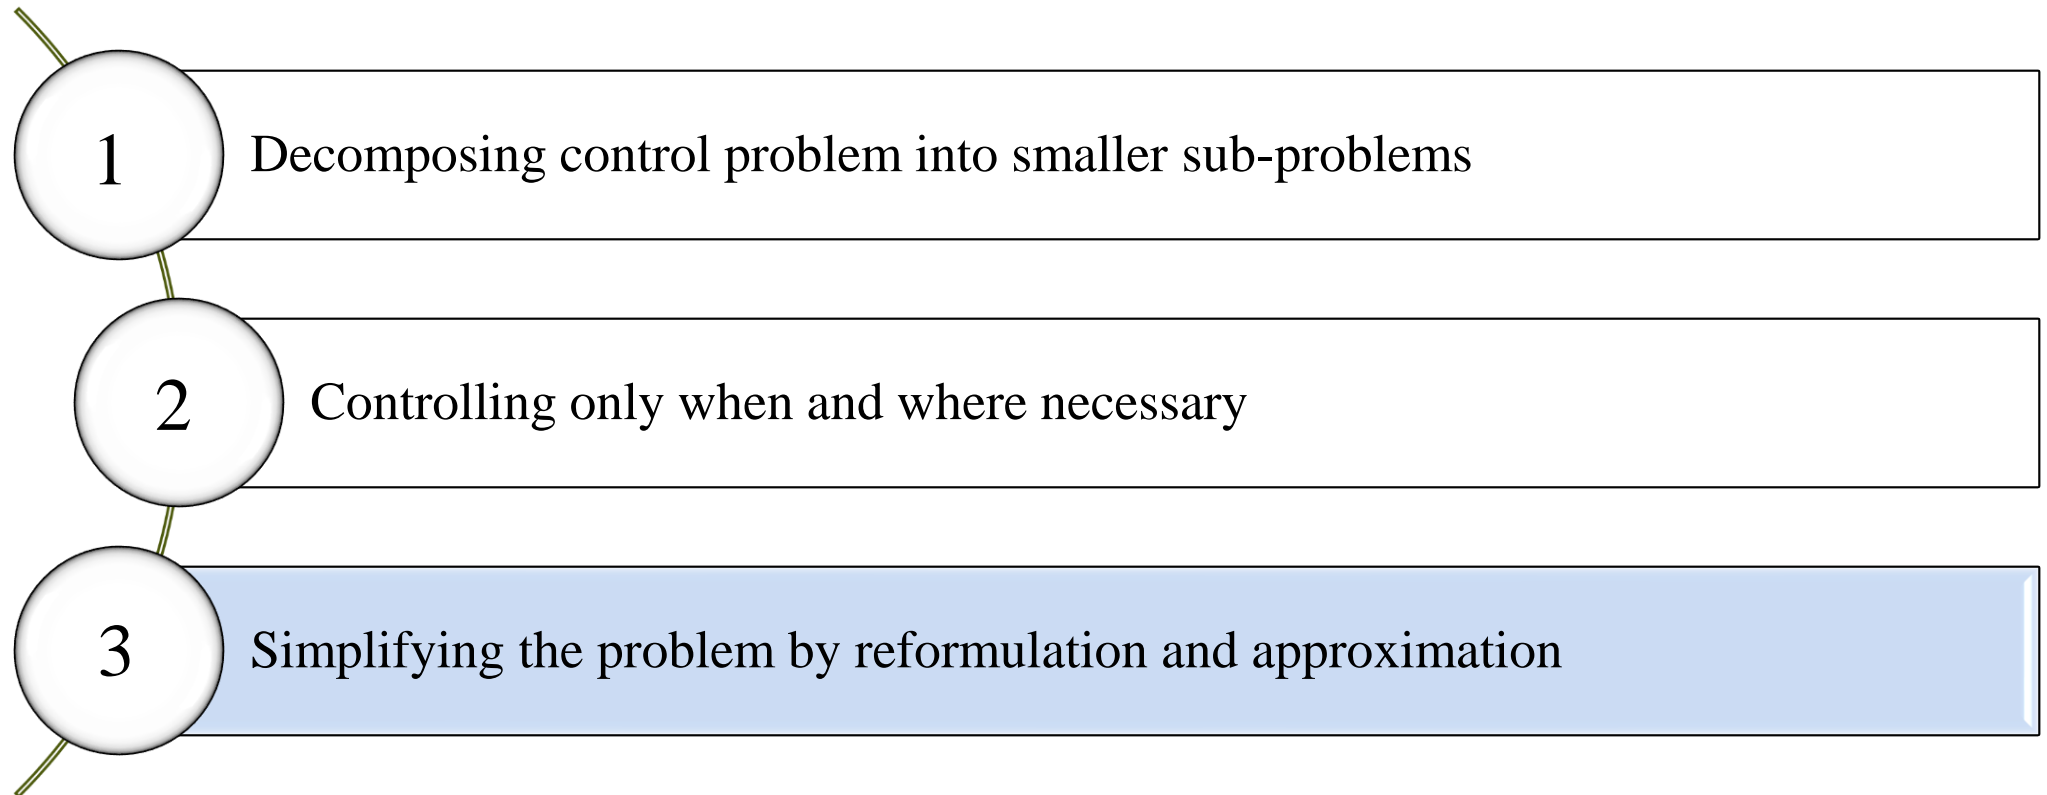 1
Decomposing control problem into smaller sub-problems
2
Controlling only when and where necessary
3
Simplifying the problem by reformulation and approximation